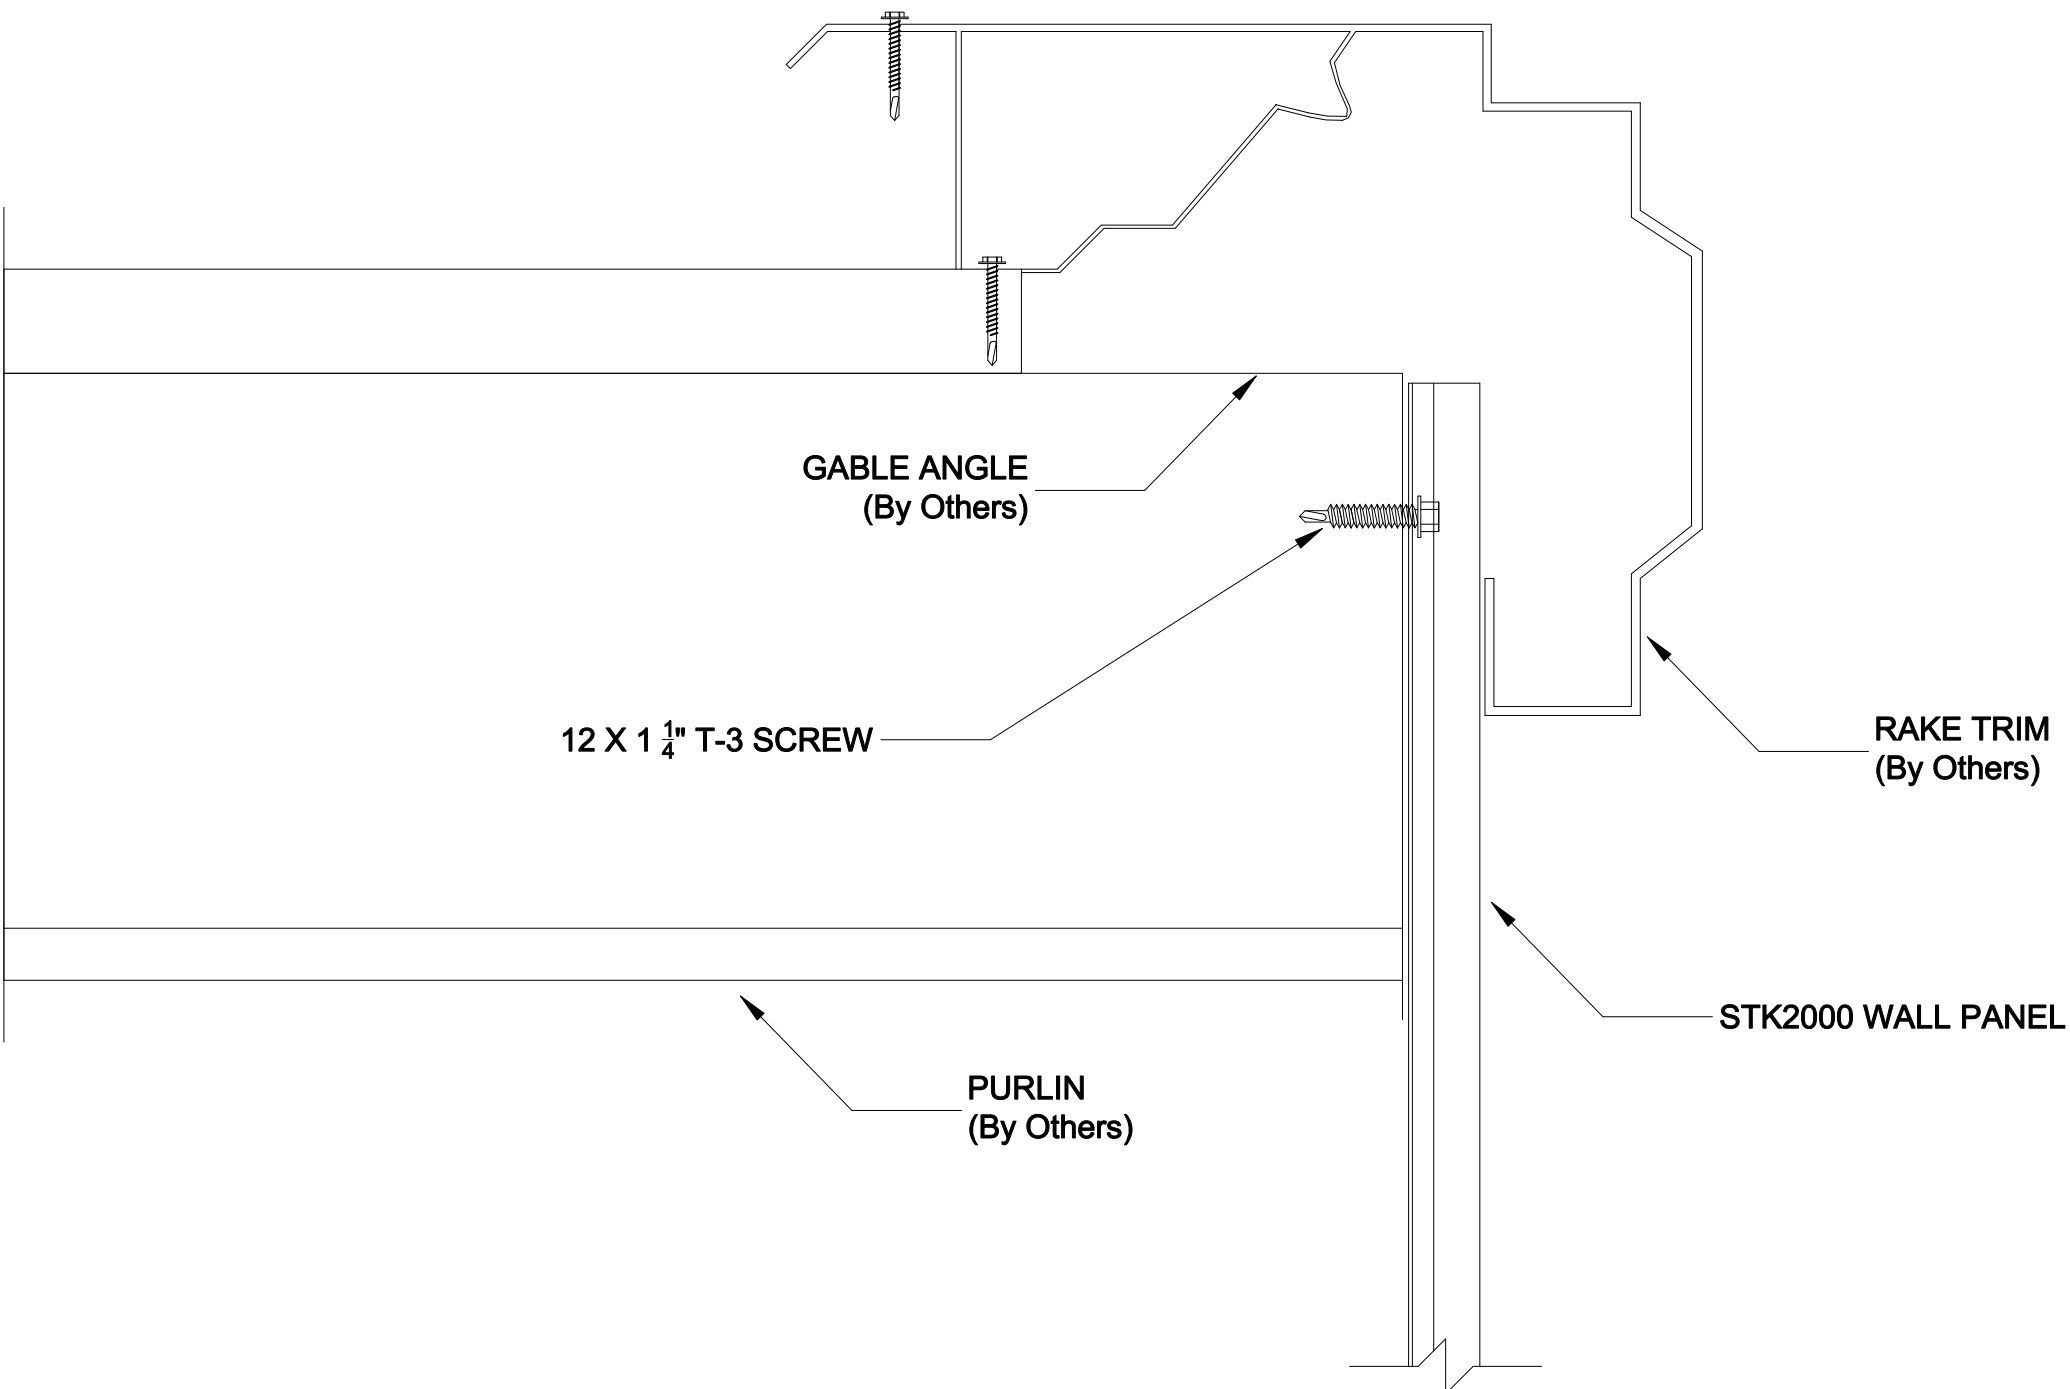 GABLE ANGLE
(By Others)
12 X 1 1/4" T-3 SCREW
RAKE TRIM
(By Others)
STK2000 WALL PANEL
PURLIN
(By Others)